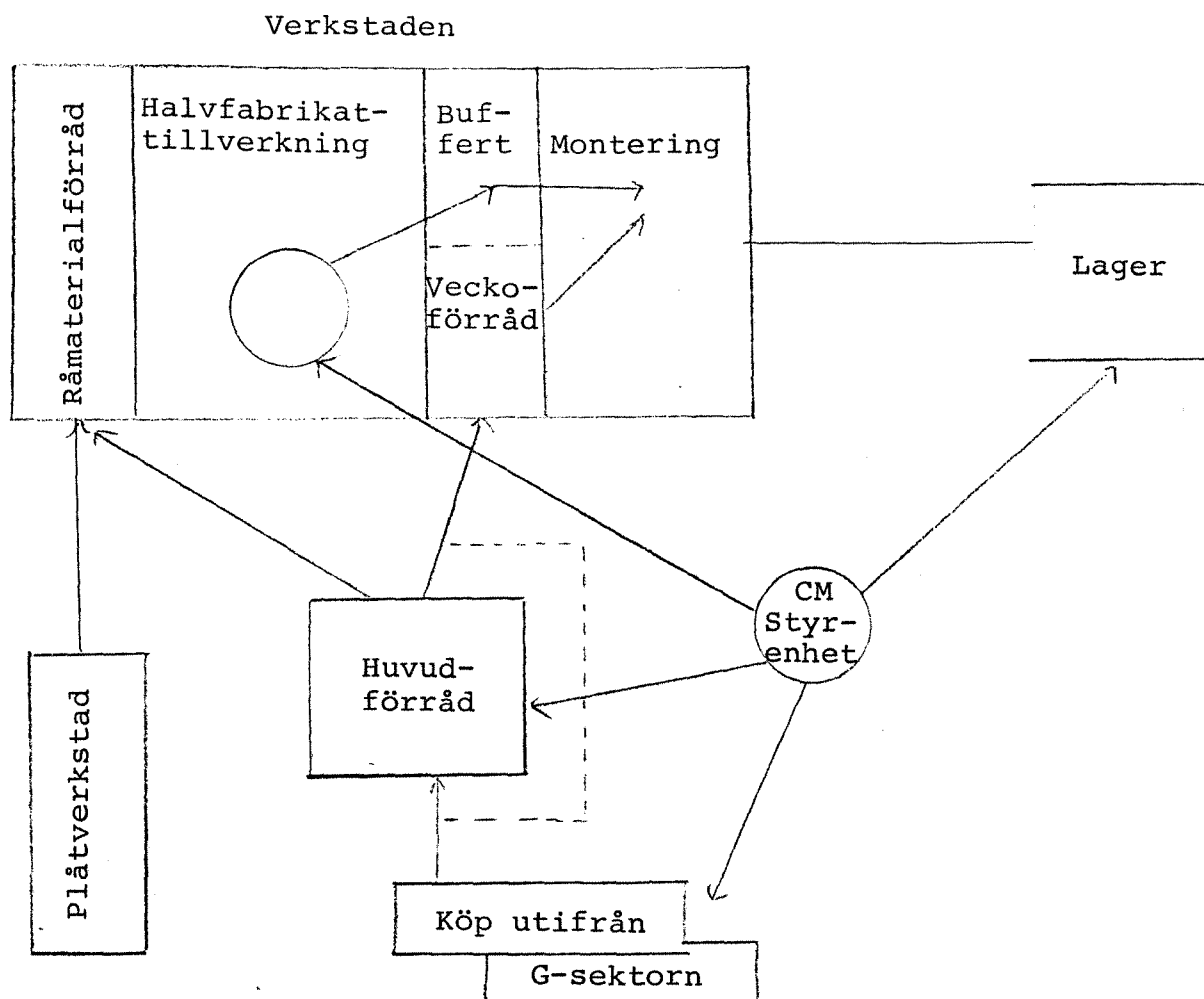 Verkstaden
Råmaterialförråd
Halvfabrikat-
tillverkning
Buf-
fert
Montering
Vecko-
förråd
Lager
CM
Styr-
enhet
Huvud-
förråd
Plåtverkstad
Köp utifrån
G-sektorn